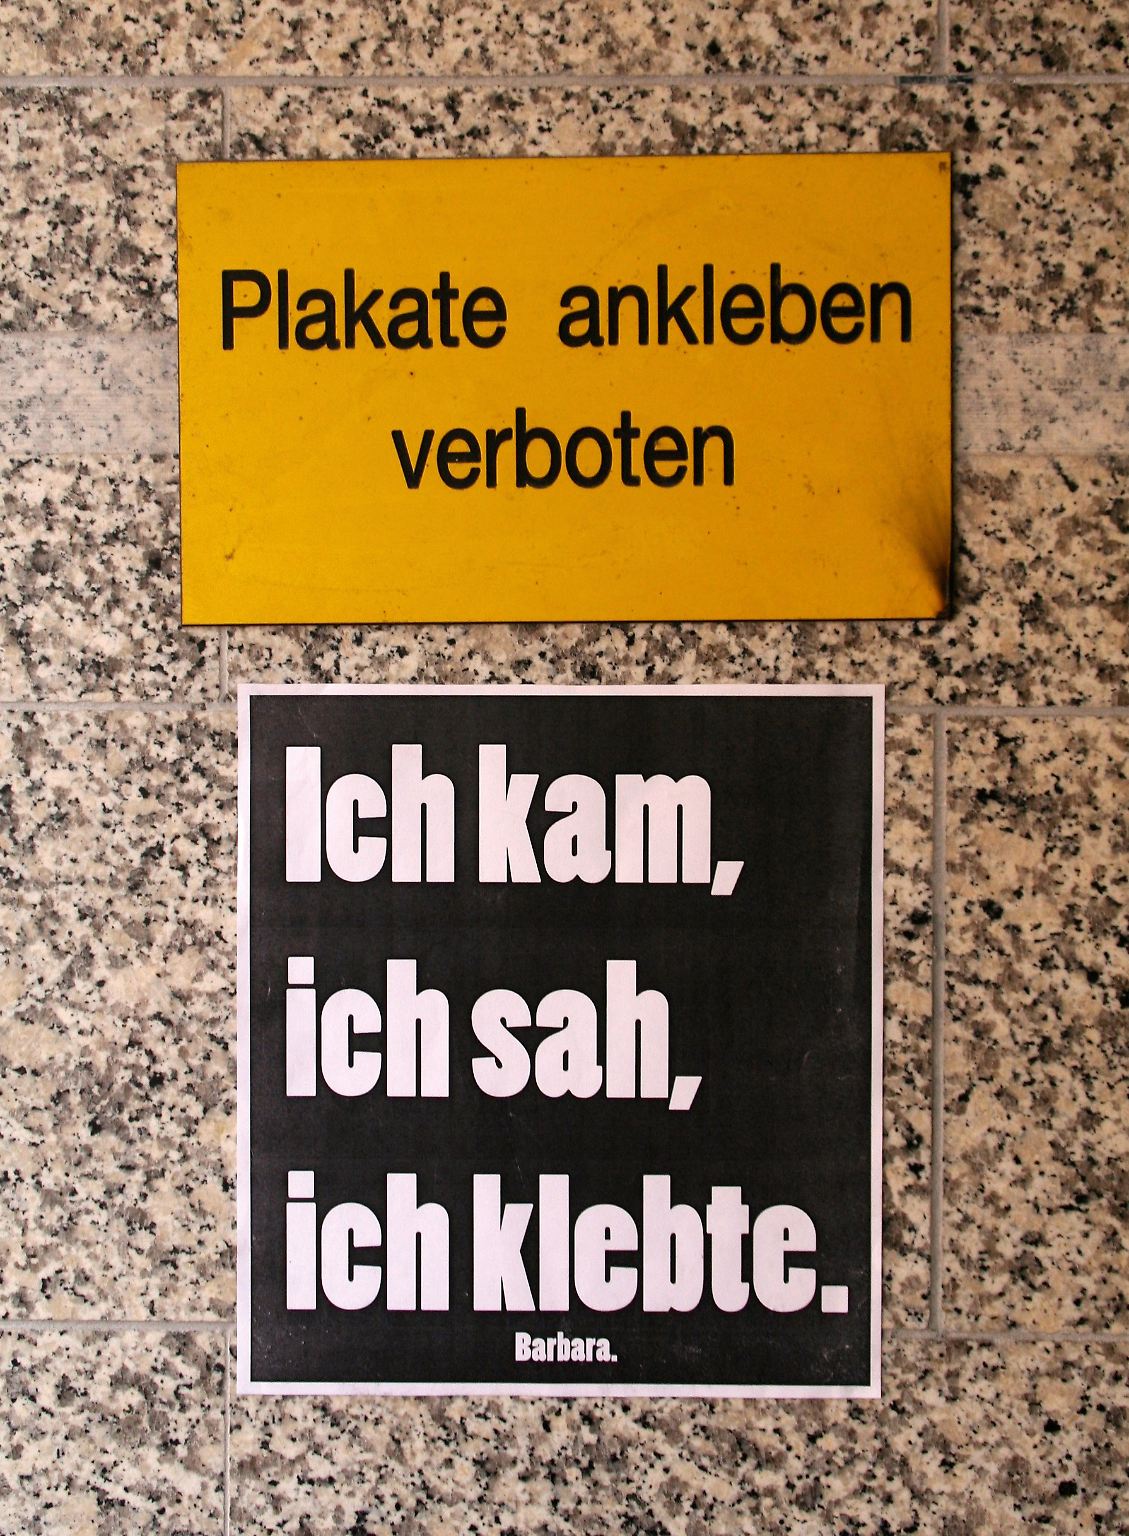 Plakate ankleben
verboten
Ich kam,
ich sah,
ich klebte.
Barbara.